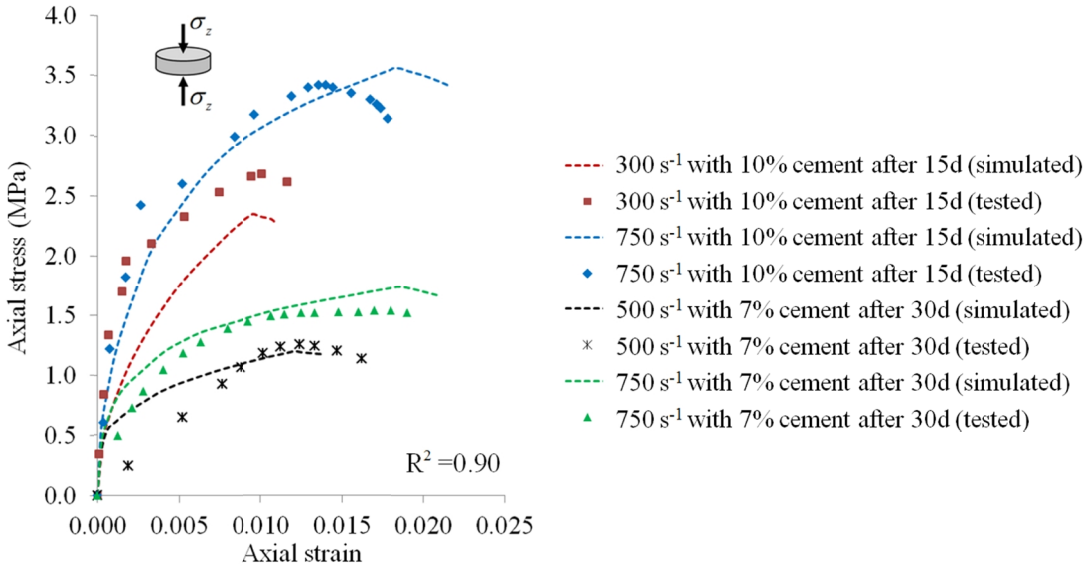 4.0
3.5
3.0
2.5
2.0
1.5
1.0
0.5
0.0
Axial stress (MPa)
σz
σz
R² =0.90
0.000 0.005 0.010 0.015 0.020 0.025
Axial strain
300 s⁻¹ with 10% cement after 15d (simulated)
300 s⁻¹ with 10% cement after 15d (tested)
750 s⁻¹ with 10% cement after 15d (simulated)
750 s⁻¹ with 10% cement after 15d (tested)
500 s⁻¹ with 7% cement after 30d (simulated)
500 s⁻¹ with 7% cement after 30d (tested)
750 s⁻¹ with 7% cement after 30d (simulated)
750 s⁻¹ with 7% cement after 30d (tested)